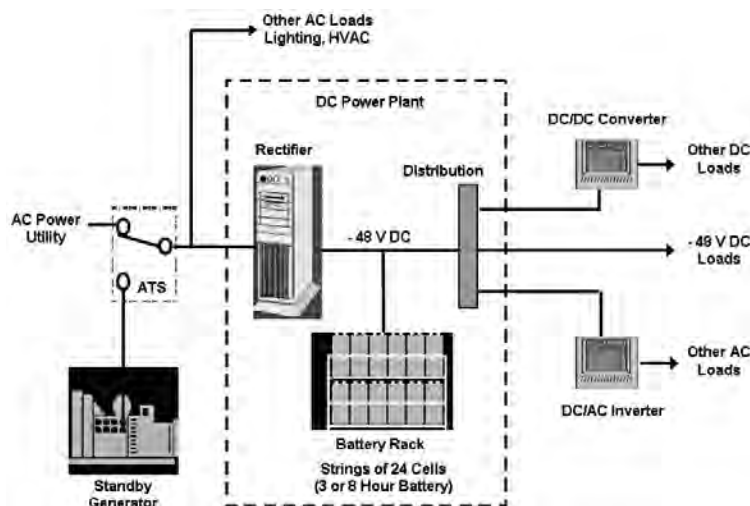 Other AC Loads
Lighting, HVAC
DC Power Plant
DC/DC Converter
Rectifier
Other DC
Loads
Distribution
AC Power
Utility
- 48 V DC
- 48 V DC
Loads
ATS
Other AC
Loads
DC/AC Inverter
Battery Rack
Strings of 24 Cells
(3 or 8 Hour Battery)
Standby
Generator